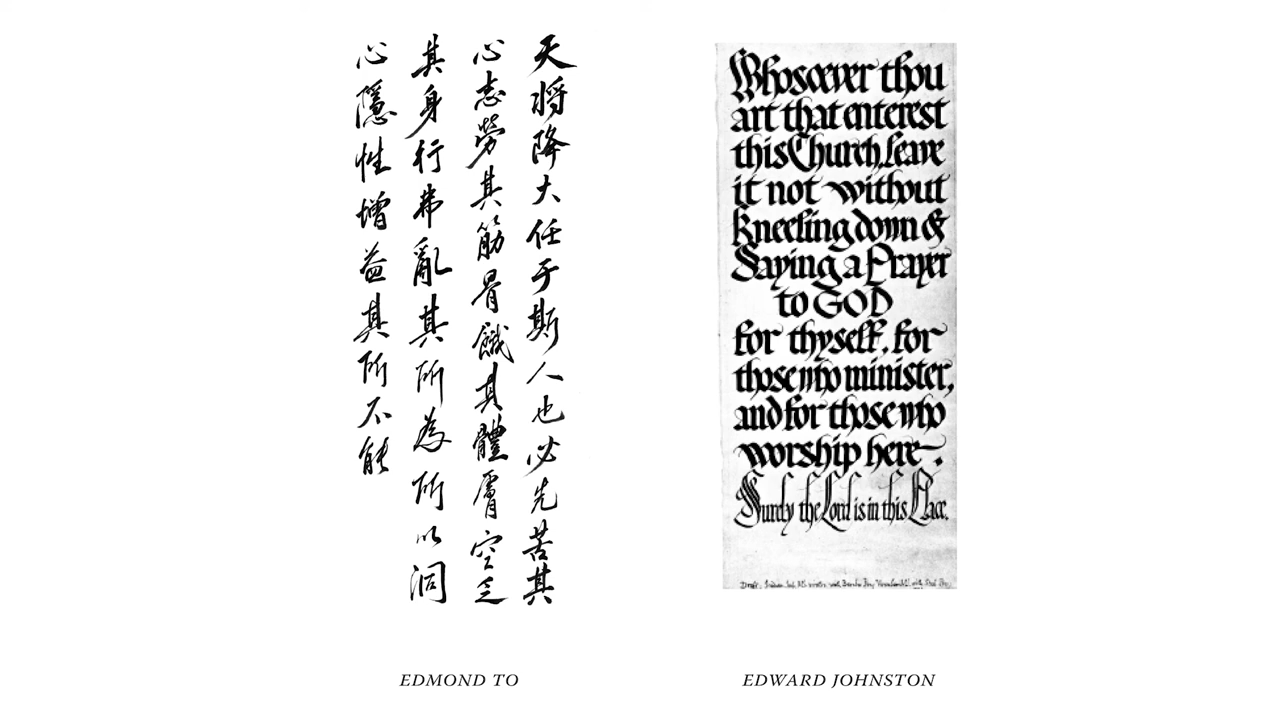 天將降大任于斯人也必先苦其
心志勞其筋骨餓其體膚空乏
其身行弗亂其所為所以洞
心隱性增益其所不能
Whosoever thou
art that enterest
this Church, leave
it not without
kneeling down &
Saying a Prayer
to GOD
for thyself, for
those who minister,
and for those who
worship here.
Surely the Lord is in this Place.
EDMOND TO
EDWARD JOHNSTON